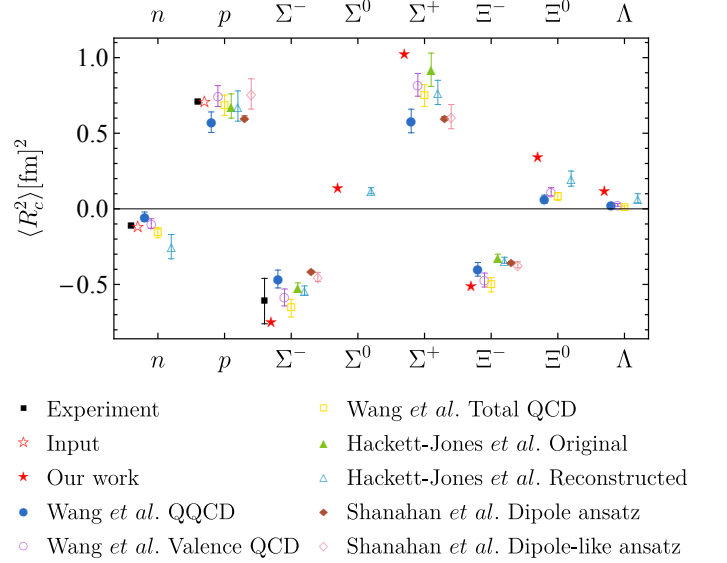 n p Σ⁻ Σ⁰ Σ⁺ Ξ⁻ Ξ⁰ Λ
1.0
0.5
0.0
−0.5
⟨R_c^2⟩[fm]^2
n p Σ⁻ Σ⁰ Σ⁺ Ξ⁻ Ξ⁰ Λ
Experiment
Input
Our work
Wang et al. QQCD
Wang et al. Valence QCD
Wang et al. Total QCD
Hackett-Jones et al. Original
Hackett-Jones et al. Reconstructed
Shanahan et al. Dipole ansatz
Shanahan et al. Dipole-like ansatz